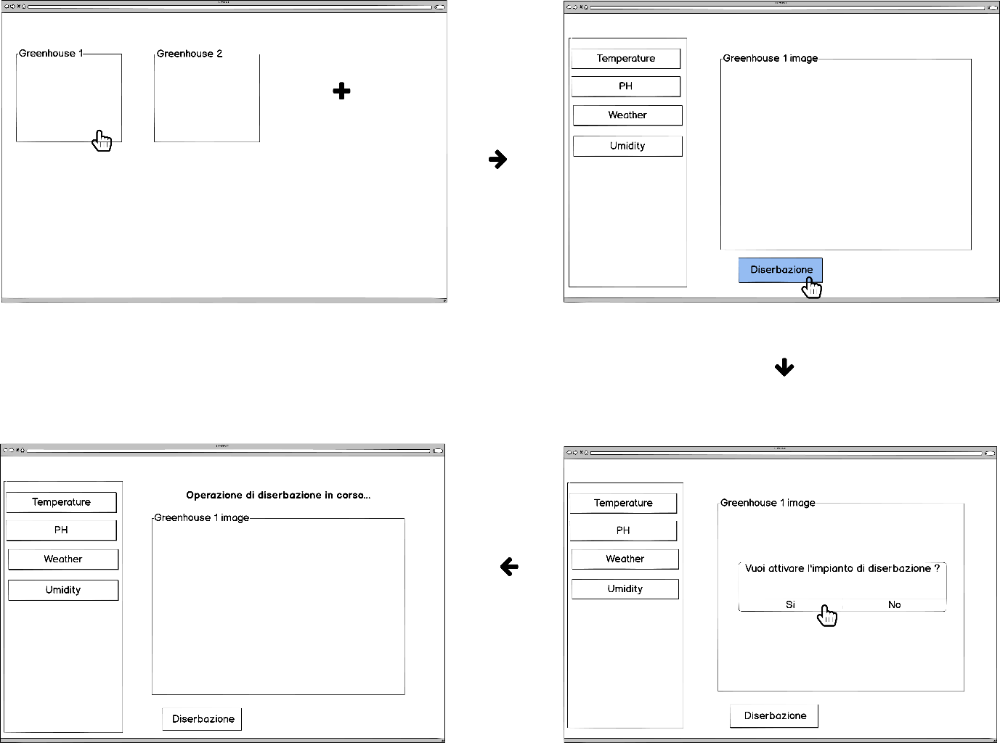 Greenhouse 1
Greenhouse 2
Temperature
PH
Weather
Umidity
Greenhouse 1 image
Diserbazione
Temperature
PH
Weather
Umidity
Greenhouse 1 image
Vuoi attivare l'impianto di diserbazione ?
Si
No
Diserbazione
Temperature
PH
Weather
Umidity
Operazione di diserbazione in corso...
Greenhouse 1 image
Diserbazione